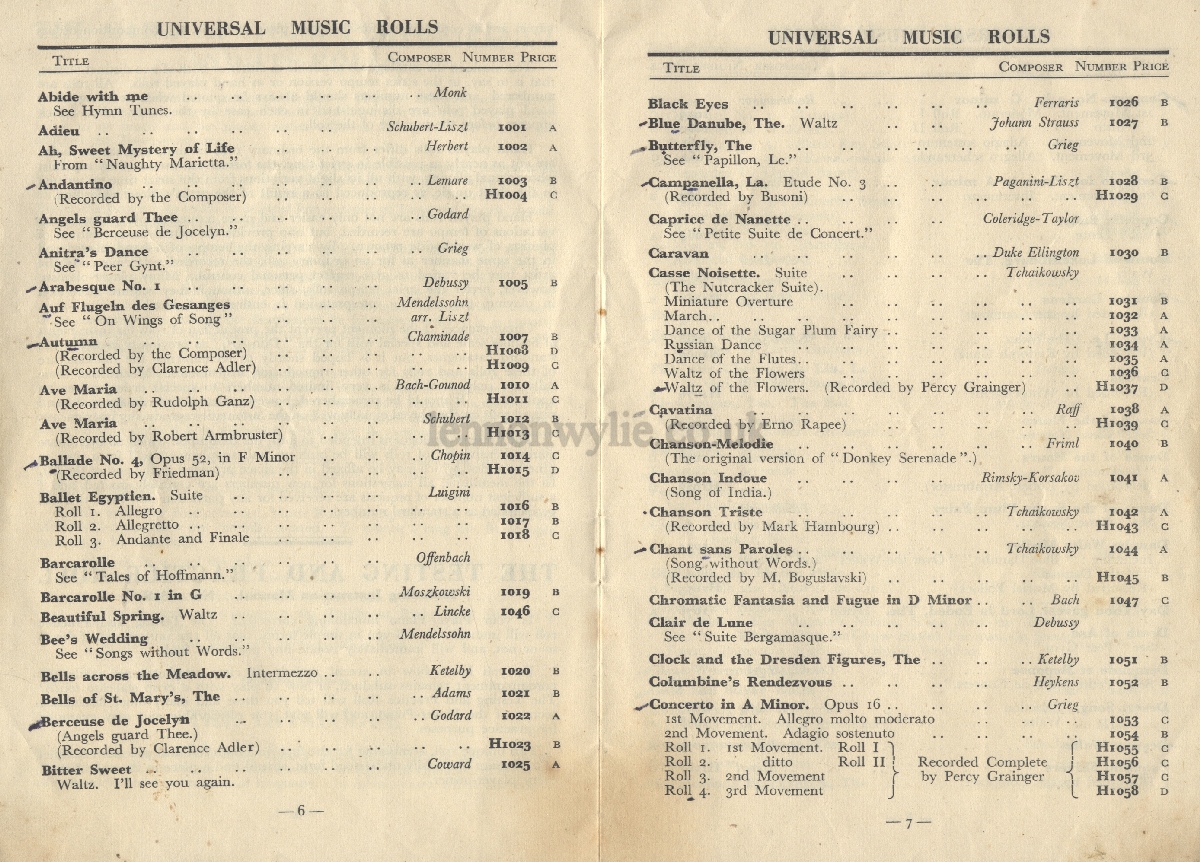 UNIVERSAL MUSIC ROLLS
TITLE COMPOSER NUMBER PRICE
Abide with me .. .. .. .. .. .. Monk
See Hymn Tunes.
Adieu .. .. .. .. .. .. .. Schubert-Liszt 1001 A
Ah, Sweet Mystery of Life .. .. .. .. Herbert 1002 A
From "Naughty Marietta."
Andantino .. .. .. .. .. .. .. Lemare 1003 B
(Recorded by the Composer) .. .. .. .. .. H1004 C
Angels guard Thee .. .. .. .. .. .. Godard
See "Berceuse de Jocelyn."
Anitra's Dance .. .. .. .. .. Grieg
See "Peer Gynt."
Arabesque No. 1 .. .. .. .. .. Debussy 1005 B
Auf Flugeln des Gesanges .. .. .. Mendelssohn
See "On Wings of Song" .. .. .. arr. Liszt
Autumn .. .. .. .. .. .. Chaminade 1007 B
(Recorded by the Composer) .. .. .. .. .. H1008 D
(Recorded by Clarence Adler) .. .. .. .. .. H1009 C
Ave Maria .. .. .. .. .. .. Bach-Gounod 1010 A
(Recorded by Rudolph Ganz) .. .. .. .. .. H1011 C
Ave Maria .. .. .. .. .. .. Schubert 1012 B
(Recorded by Robert Armbruster) .. .. .. .. H1013 C
Ballade No. 4, Opus 52, in F Minor .. .. .. Chopin 1014 C
(Recorded by Friedman) .. .. .. .. .. H1015 D
Ballet Egyptien. Suite .. .. .. .. Luigini
Roll 1. Allegro .. .. .. .. .. .. 1016 B
Roll 2. Allegretto .. .. .. .. .. .. .. 1017 B
Roll 3. Andante and Finale .. .. .. .. .. 1018 C
Barcarolle .. .. .. .. .. .. Offenbach
See "Tales of Hoffmann."
Barcarolle No. 1 in G .. .. .. .. .. Moszkowski 1019 B
Beautiful Spring. Waltz .. .. .. .. .. Lincke 1046 C
Bee's Wedding .. .. .. .. .. Mendelssohn
See "Songs without Words."
Bells across the Meadow. Intermezzo .. .. .. Ketelby 1020 B
Bells of St. Mary's, The .. .. .. .. .. Adams 1021 B
Berceuse de Jocelyn .. .. .. .. .. Godard 1022 A
(Angels guard Thee.)
(Recorded by Clarence Adler) .. .. .. .. .. H1023 B
Bitter Sweet .. .. .. .. .. .. Coward 1025 A
Waltz. I'll see you again.
—6—
UNIVERSAL MUSIC ROLLS
TITLE COMPOSER NUMBER PRICE
Black Eyes .. .. .. .. .. Ferraris 1026 B
Blue Danube, The. Waltz .. .. Johann Strauss 1027 B
Butterfly, The .. .. .. .. .. Grieg
See "Papillon, Le."
Campanella, La. Etude No. 3 .. .. Paganini-Liszt 1028 B
(Recorded by Busoni) .. .. .. .. .. .. H1029 C
Caprice de Nanette .. .. .. .. Coleridge-Taylor
See "Petite Suite de Concert."
Caravan .. .. .. .. .. .. Duke Ellington 1030 B
Casse Noisette. Suite .. .. .. .. Tchaikowsky
(The Nutcracker Suite).
Miniature Overture .. .. .. .. .. .. 1031 B
March.. .. .. .. .. .. .. .. 1032 A
Dance of the Sugar Plum Fairy .. .. .. .. .. 1033 A
Russian Dance .. .. .. .. .. .. .. 1034 A
Dance of the Flutes.. .. .. .. .. .. .. 1035 A
Waltz of the Flowers .. .. .. .. .. .. 1036 C
Waltz of the Flowers. (Recorded by Percy Grainger) .. H1037 D
Cavatina .. .. .. .. .. .. Raff 1038 A
(Recorded by Erno Rapee) .. .. .. .. .. .. H1039 C
Chanson-Melodie .. .. .. .. .. Friml 1040 B
(The original version of "Donkey Serenade".)
Chanson Indoue .. .. .. .. Rimsky-Korsakov 1041 A
(Song of India.)
Chanson Triste .. .. .. .. Tchaikowsky 1042 A
(Recorded by Mark Hambourg) .. .. .. .. .. H1043 C
Chant sans Paroles .. .. .. .. .. Tchaikowsky 1044 A
(Song without Words.)
(Recorded by M. Boguslavski) .. .. .. .. .. H1045 B
Chromatic Fantasia and Fugue in D Minor .. .. Bach 1047 C
Clair de Lune .. .. .. .. .. Debussy
See "Suite Bergamasque."
Clock and the Dresden Figures, The .. .. .. Ketelby 1051 B
Columbine's Rendezvous .. .. .. .. .. Heykens 1052 B
Concerto in A Minor. Opus 16 .. .. .. .. Grieg
1st Movement. Allegro molto moderato .. .. .. .. 1053 C
2nd Movement. Adagio sostenuto .. .. .. .. 1054 B
Roll 1. 1st Movement. Roll I H1055 C
Roll 2. ditto Roll II Recorded Complete H1056 C
Roll 3. 2nd Movement by Percy Grainger H1057 C
Roll 4. 3rd Movement H1058 D
—7—
lennonwylie.co.uk